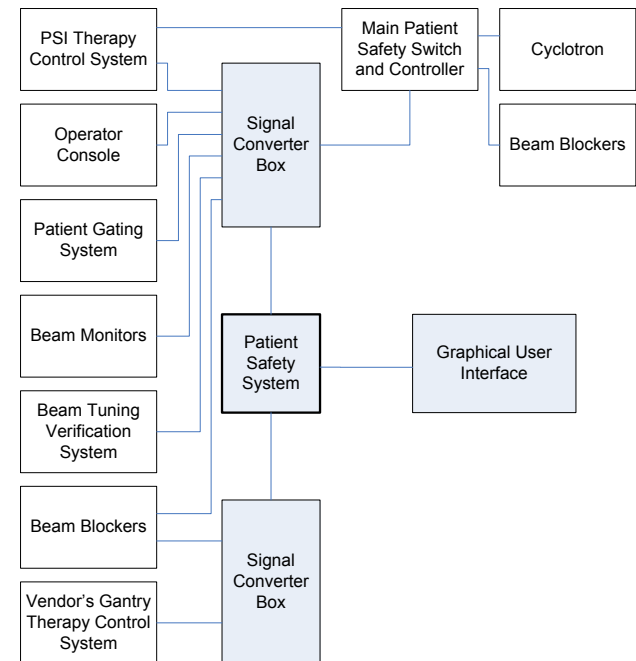 PSI Therapy
Control System
Main Patient
Safety Switch
and Controller
Cyclotron
Operator
Console
Signal
Converter
Box
Beam Blockers
Patient Gating
System
Beam Monitors
Patient
Safety
System
Graphical User
Interface
Beam Tuning
Verification
System
Beam Blockers
Signal
Converter
Box
Vendor's Gantry
Therapy Control
System